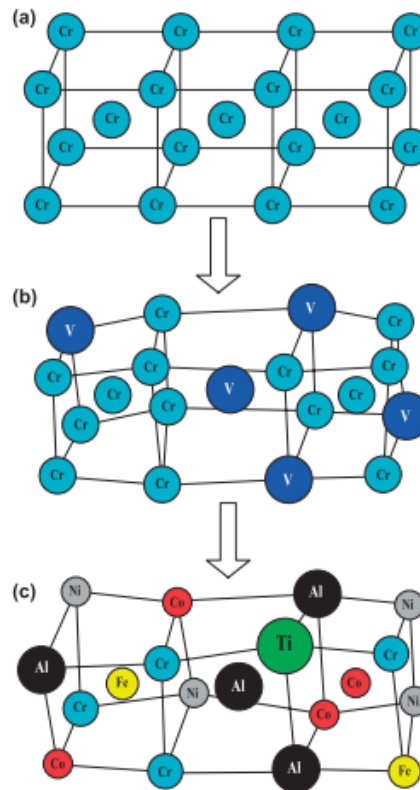 (a)
Cr Cr Cr Cr
Cr Cr Cr Cr
Cr Cr Cr
Cr Cr Cr Cr
Cr Cr Cr Cr
(b)
V Cr V Cr
Cr Cr Cr Cr
Cr V Cr
Cr Cr Cr V
Cr Cr V Cr
(c)
Ni Co Al Ni
Al Cr Ti Cr
Fe Al Co
Cr Ni Co Ni
Co Cr Al Fe